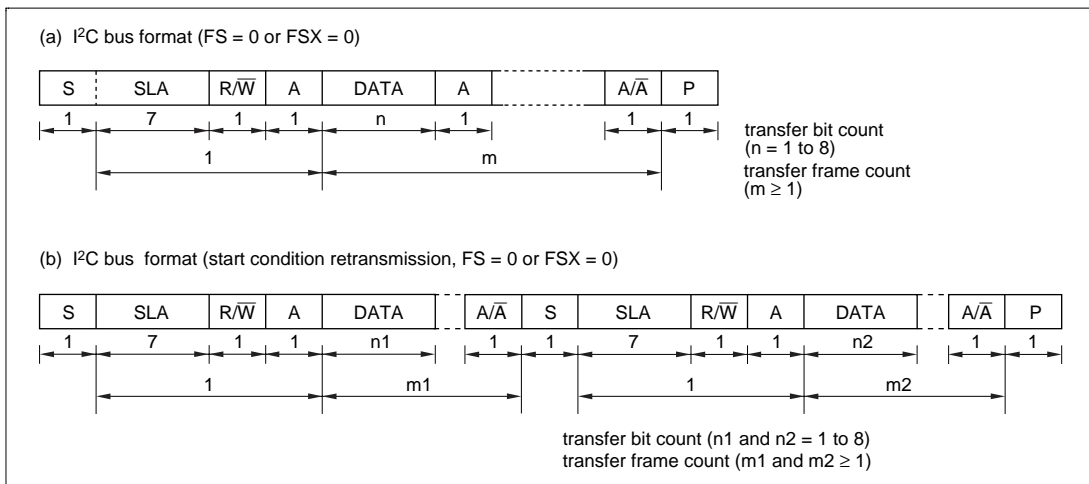 (a) I²C bus format (FS = 0 or FSX = 0)
S SLA R/W̅ A DATA A A/A̅ P
1 7 1 1 n 1 1 1
1 m
transfer bit count
(n = 1 to 8)
transfer frame count
(m ≥ 1)
(b) I²C bus format (start condition retransmission, FS = 0 or FSX = 0)
S SLA R/W̅ A DATA A/A̅ S SLA R/W̅ A DATA A/A̅ P
1 7 1 1 n1 1 1 7 1 1 n2 1 1
1 m1 1 m2
transfer bit count (n1 and n2 = 1 to 8)
transfer frame count (m1 and m2 ≥ 1)